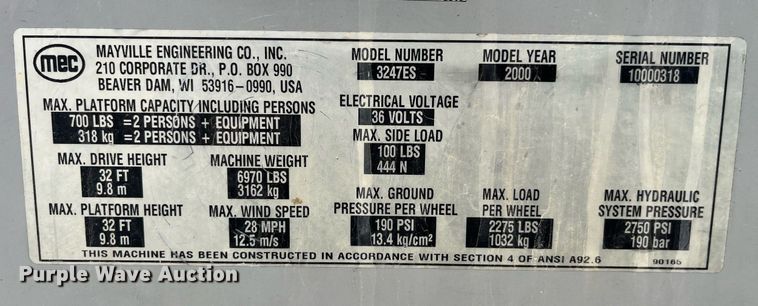 mec
MAYVILLE ENGINEERING CO., INC.
210 CORPORATE DR., P.O. BOX 990
BEAVER DAM, WI 53916-0990, USA
MODEL NUMBER
3247ES
MODEL YEAR
2000
SERIAL NUMBER
10000318
MAX. PLATFORM CAPACITY INCLUDING PERSONS
700 LBS =2 PERSONS + EQUIPMENT
318 kg =2 PERSONS + EQUIPMENT
ELECTRICAL VOLTAGE
36 VOLTS
MAX. SIDE LOAD
100 LBS
444 N
MAX. DRIVE HEIGHT
32 FT
9.8 m
MACHINE WEIGHT
6970 LBS
3162 kg
MAX. PLATFORM HEIGHT
32 FT
9.8 m
MAX. WIND SPEED
28 MPH
12.5 m/s
MAX. GROUND
PRESSURE PER WHEEL
190 PSI
13.4 kg/cm²
MAX. LOAD
PER WHEEL
2275 LBS
1032 kg
MAX. HYDRAULIC
SYSTEM PRESSURE
2750 PSI
190 bar
THIS MACHINE HAS BEEN CONSTRUCTED IN ACCORDANCE WITH SECTION 4 OF ANSI A92.6
90165
Purple Wave Auction